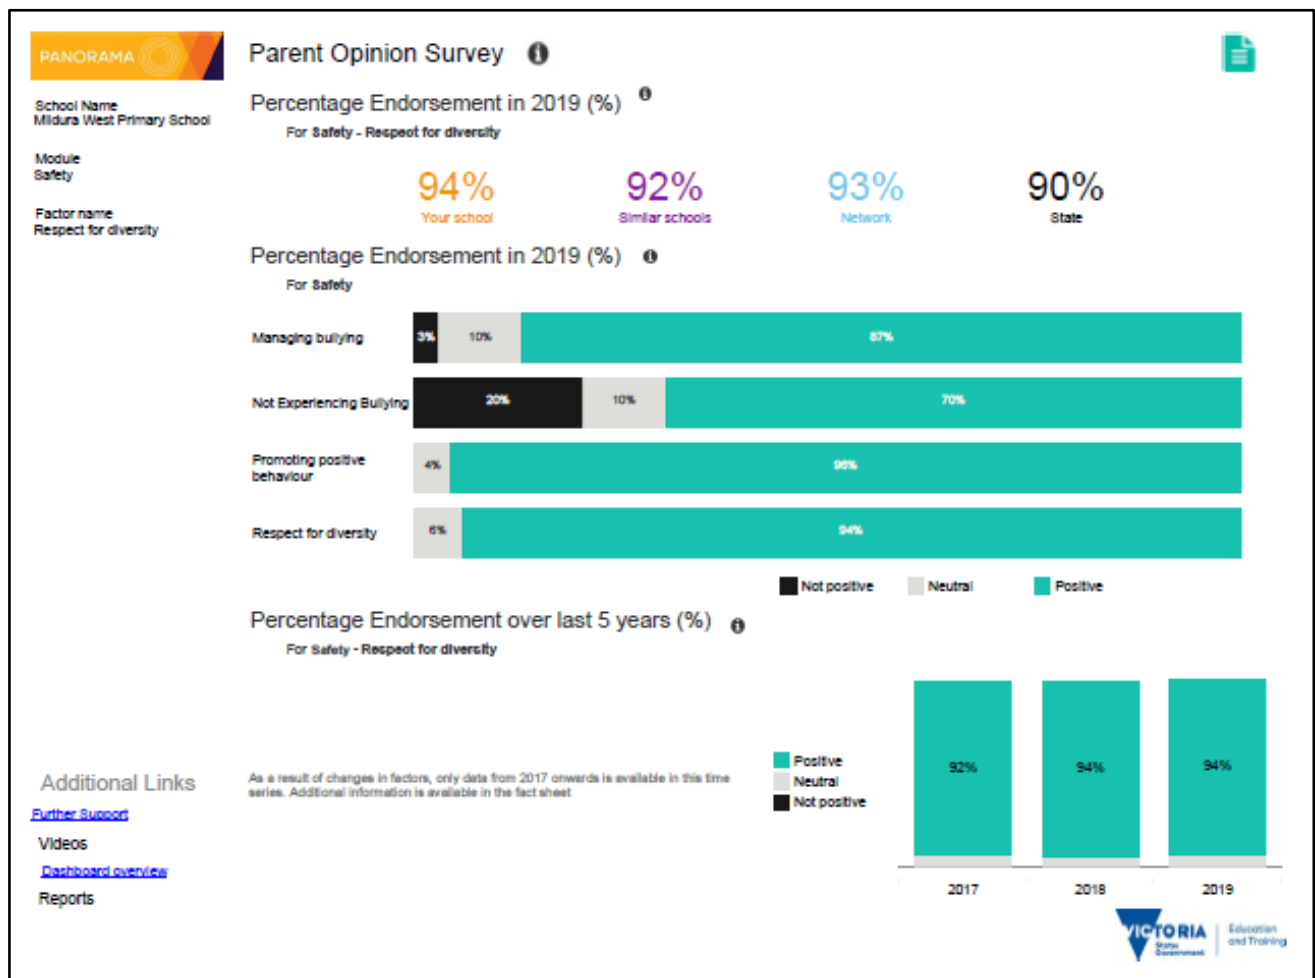 PANORAMA
Parent Opinion Survey
School Name
Mildura West Primary School
Module
Safety
Factor name
Respect for diversity
Percentage Endorsement in 2019 (%)
For Safety - Respect for diversity
94% 92% 93% 90%
Your school Similar schools Network State
Percentage Endorsement in 2019 (%)
For Safety
Managing bullying 3% 10% 87%
Not Experiencing Bullying 20% 10% 70%
Promoting positive
behaviour
4% 96%
Respect for diversity 6% 94%
Not positive Neutral Positive
Percentage Endorsement over last 5 years (%)
For Safety - Respect for diversity
As a result of changes in factors, only data from 2017 onwards is available in this time
series. Additional information is available in the fact sheet
Positive
Neutral
Not positive
92% 94% 94%
2017 2018 2019
Additional Links
Further Support
Videos
Dashboard overview
Reports
VICTORIA
State
Government
Education
and Training